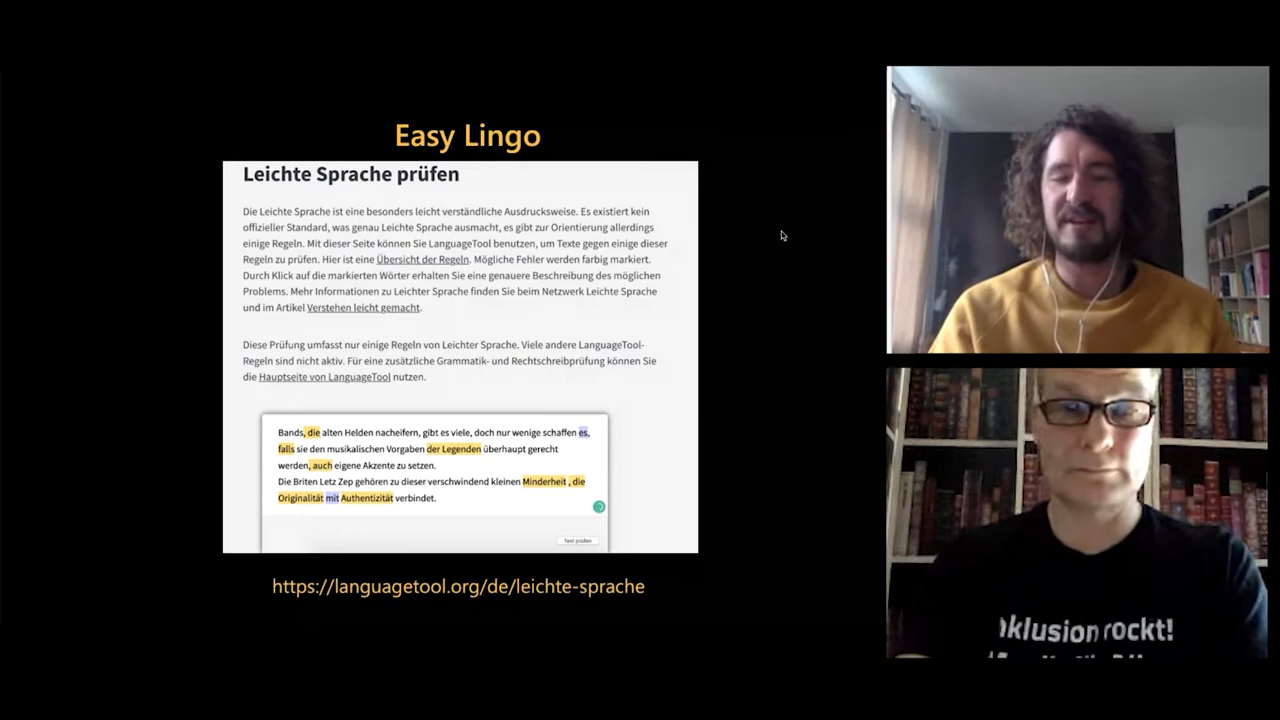 Easy Lingo
Leichte Sprache prüfen
Die Leichte Sprache ist eine besonders leicht verständliche Ausdrucksweise. Es existiert kein
offizieller Standard, was genau Leichte Sprache ausmacht, es gibt zur Orientierung allerdings
einige Regeln. Mit dieser Seite können Sie LanguageTool benutzen, um Texte gegen einige dieser
Regeln zu prüfen. Hier ist eine Übersicht der Regeln. Mögliche Fehler werden farbig markiert.
Durch Klick auf die markierten Wörter erhalten Sie eine genauere Beschreibung des möglichen
Problems. Mehr Informationen zu Leichter Sprache finden Sie beim Netzwerk Leichte Sprache
und im Artikel Verstehen leicht gemacht.
Diese Prüfung umfasst nur einige Regeln von Leichter Sprache. Viele andere LanguageTool-
Regeln sind nicht aktiv. Für eine zusätzliche Grammatik- und Rechtschreibprüfung können Sie
die Hauptseite von LanguageTool nutzen.
Bands, die alten Helden nacheifern, gibt es viele, doch nur wenige schaffen es,
falls sie den musikalischen Vorgaben der Legenden überhaupt gerecht
werden, auch eigene Akzente zu setzen.
Die Briten Letz Zep gehören zu dieser verschwindend kleinen Minderheit , die
Originalität mit Authentizität verbindet.
Text prüfen
https://languagetool.org/de/leichte-sprache
nklusion rockt!